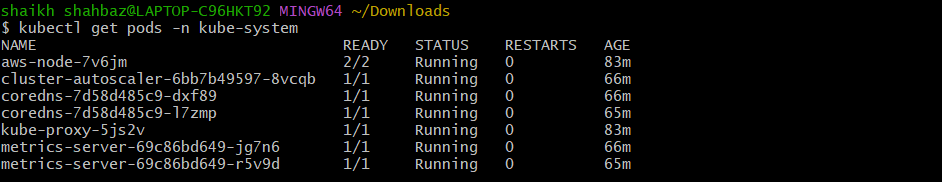 shaikh shahbaz@LAPTOP-C96HKT92 MINGW64 ~/Downloads
$ kubectl get pods -n kube-system
NAME READY STATUS RESTARTS AGE
aws-node-7v6jm 2/2 Running 0 83m
cluster-autoscaler-6bb7b49597-8vcqb 1/1 Running 0 66m
coredns-7d58d485c9-dxf89 1/1 Running 0 66m
coredns-7d58d485c9-l7zmp 1/1 Running 0 65m
kube-proxy-5js2v 1/1 Running 0 83m
metrics-server-69c86bd649-jg7n6 1/1 Running 0 66m
metrics-server-69c86bd649-r5v9d 1/1 Running 0 65m